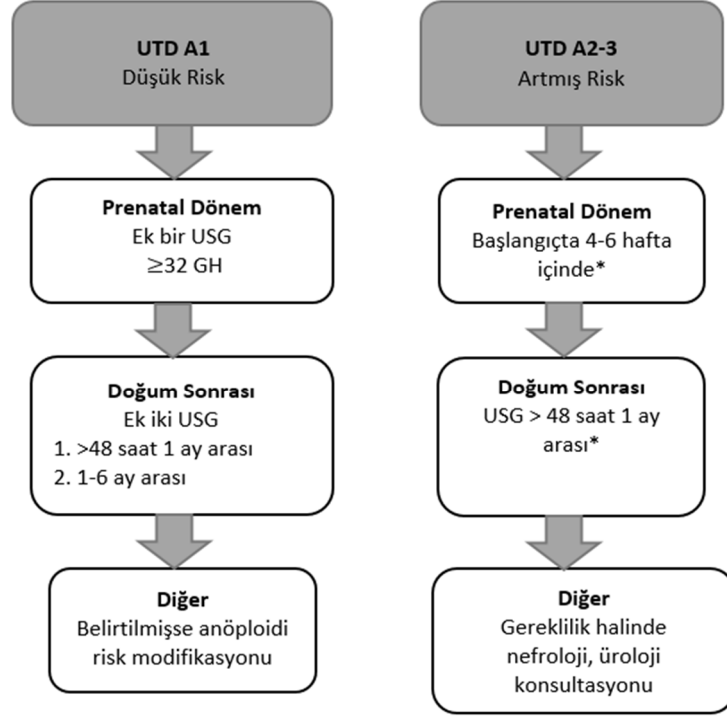 UTD A1
Düşük Risk
Prenatal Dönem
Ek bir USG
≥32 GH
Doğum Sonrası
Ek iki USG
1. >48 saat 1 ay arası
2. 1-6 ay arası
Diğer
Belirtilmişse anöploidi
risk modifikasyonu
UTD A2-3
Artmış Risk
Prenatal Dönem
Başlangıçta 4-6 hafta
içinde*
Doğum Sonrası
USG > 48 saat 1 ay
arası*
Diğer
Gereklilik halinde
nefroloji, üroloji
konsultasyonu